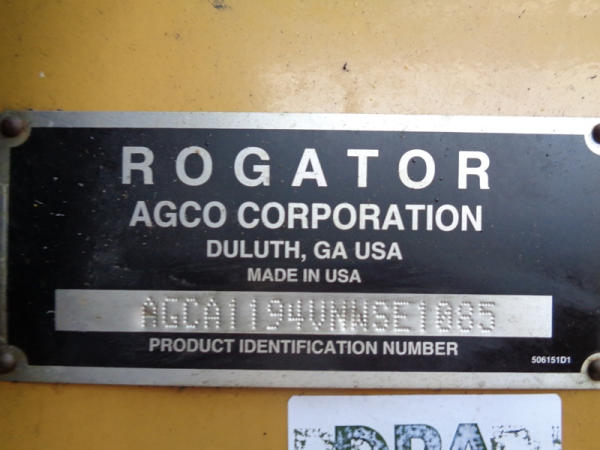 ROGATOR
AGCO CORPORATION
DULUTH, GA USA
MADE IN USA
AGCA1194VNWSE1085
PRODUCT IDENTIFICATION NUMBER
506151D1